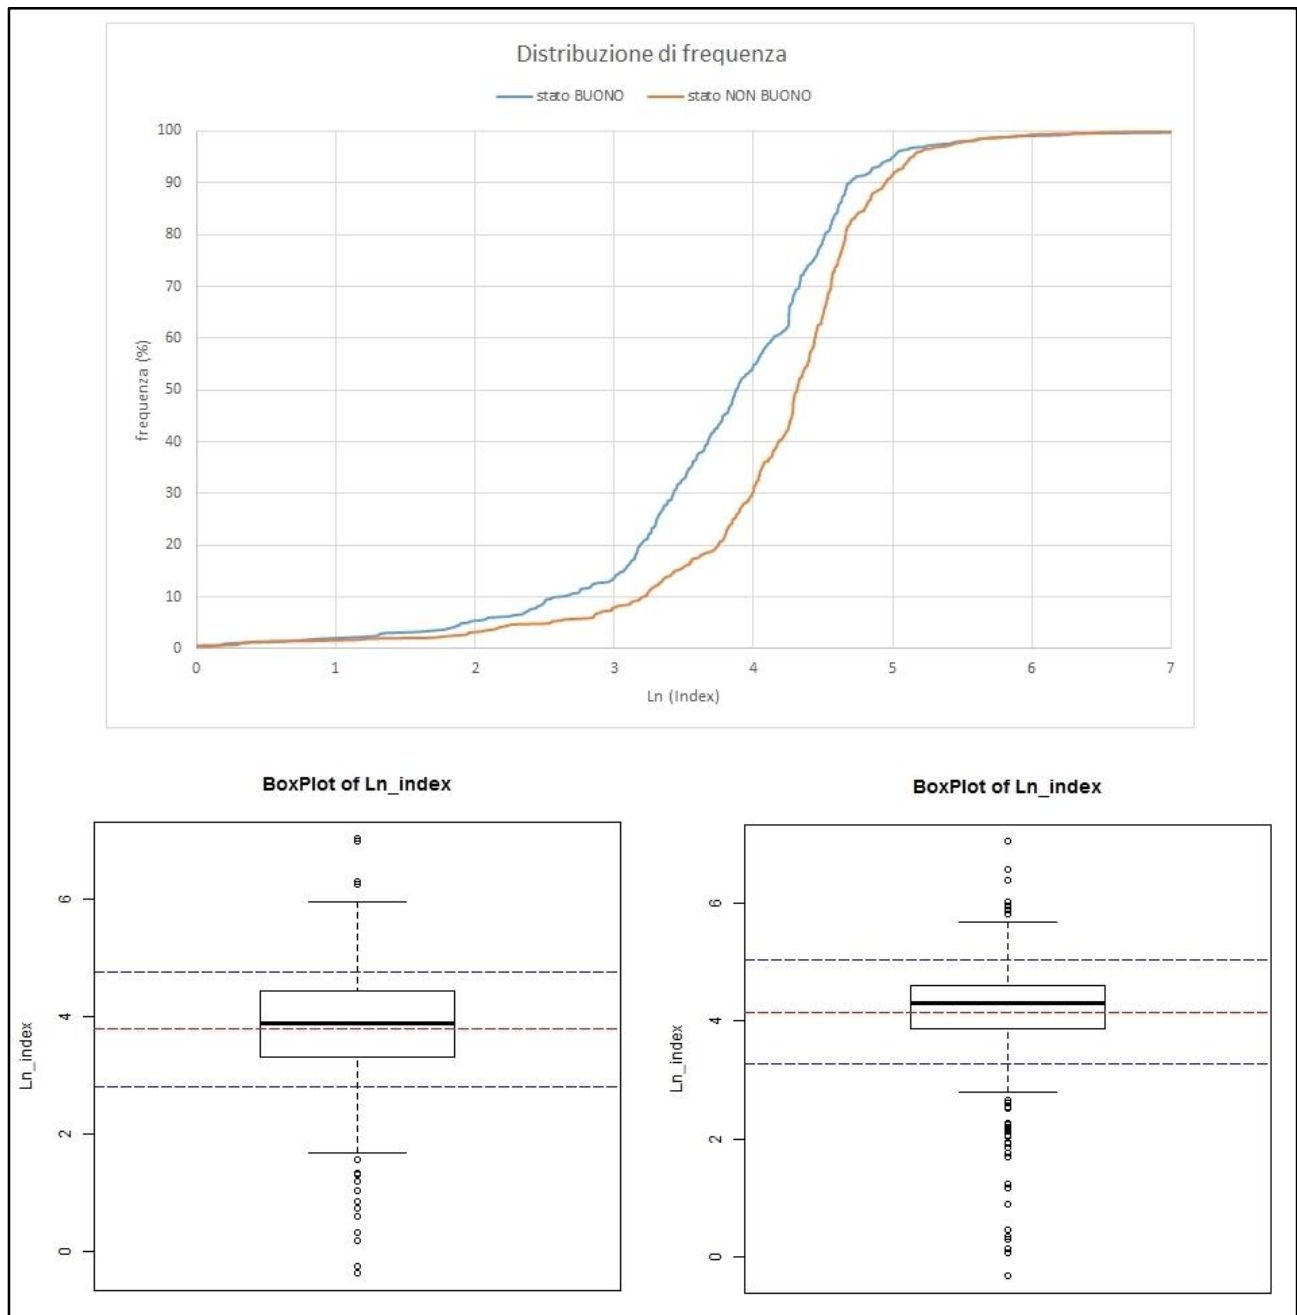 Distribuzione di frequenza
stato BUONO stato NON BUONO
100
90
80
70
60
50
40
30
20
10
0
frequenza (%)
0 1 2 3 4 5 6 7
Ln (Index)
BoxPlot of Ln_index
6
4
2
0
Ln_index
BoxPlot of Ln_index
6
4
2
0
Ln_index